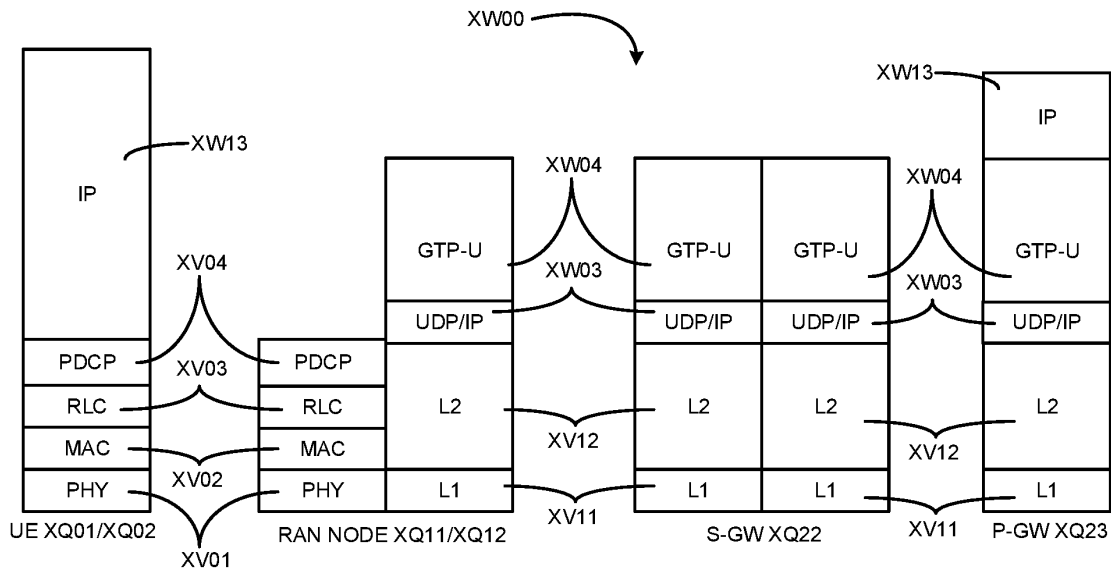 XW00
XW13
IP
IP
XW13
XW04
XW04
GTP-U
GTP-U
GTP-U
GTP-U
XV04
XW03
XW03
UDP/IP
UDP/IP
UDP/IP
UDP/IP
PDCP
PDCP
XV03
RLC
RLC
L2
L2
L2
L2
XV12
XV12
MAC
MAC
XV02
PHY
PHY
L1
L1
L1
L1
XV11
XV11
UE XQ01/XQ02
RAN NODE XQ11/XQ12
S-GW XQ22
P-GW XQ23
XV01